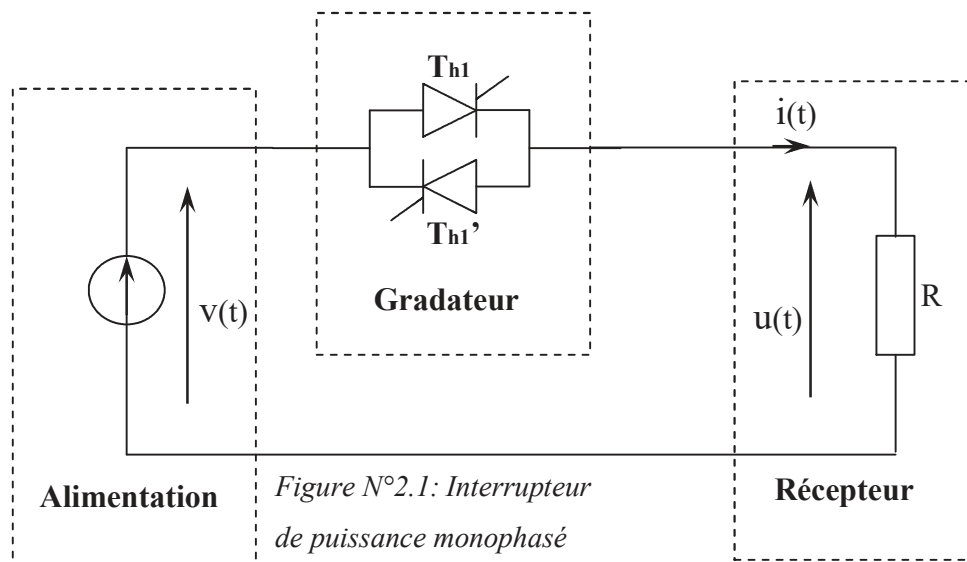 Th1
i(t)
Th1’
Gradateur
v(t)
u(t)
R
Alimentation
Figure N°2.1: Interrupteur
de puissance monophasé
Récepteur